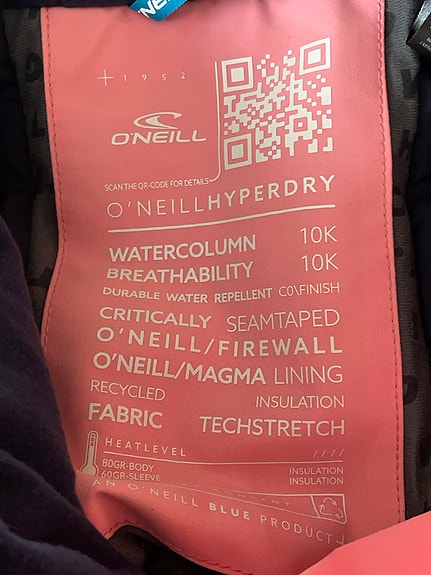 NE
+ 1952
O'NEILL
SCAN THE QR-CODE FOR DETAILS
O'NEILLHYPERDRY
WATERCOLUMN 10K
BREATHABILITY 10K
DURABLE WATER REPELLENT C0\FINISH
CRITICALLY SEAMTAPED
O'NEILL/FIREWALL
O'NEILL/MAGMA LINING
RECYCLED INSULATION
FABRIC TECHSTRETCH
HEATLEVEL ////
80GR-BODY INSULATION
60GR-SLEEVE INSULATION
AN O'NEILL BLUE PRODUCT